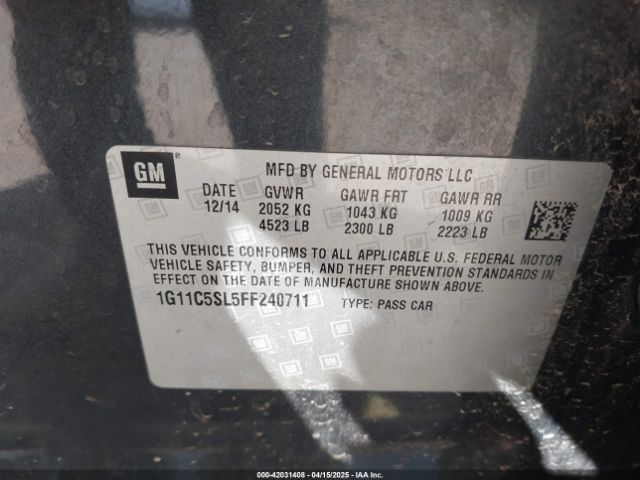 GM
MFD BY GENERAL MOTORS LLC
DATE GVWR GAWR FRT GAWR RR
12/14 2052 KG 1043 KG 1009 KG
4523 LB 2300 LB 2223 LB
THIS VEHICLE CONFORMS TO ALL APPLICABLE U.S. FEDERAL MOTOR
VEHICLE SAFETY, BUMPER, AND THEFT PREVENTION STANDARDS IN
EFFECT ON THE DATE OF MANUFACTURE SHOWN ABOVE.
1G11C5SL5FF240711 TYPE: PASS CAR
000-42031408 - 04/15/2025 - IAAI Inc.